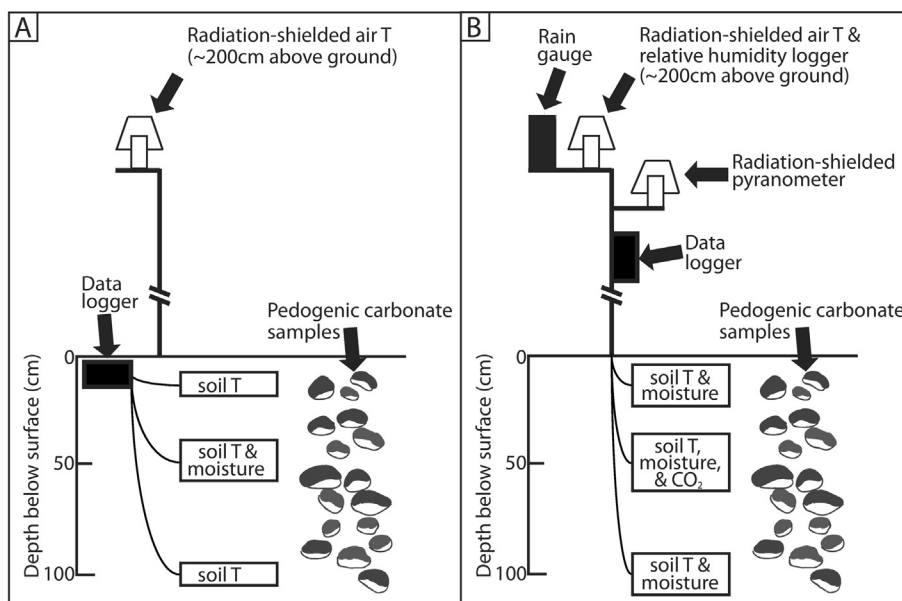 A
Radiation-shielded air T
(~200cm above ground)
Data
logger
Pedogenic carbonate
samples
Depth below surface (cm)
0
50
100
soil T
soil T &
moisture
soil T
B
Rain
gauge
Radiation-shielded air T &
relative humidity logger
(~200cm above ground)
Radiation-shielded
pyranometer
Data
logger
Pedogenic carbonate
samples
Depth below surface (cm)
0
50
100
soil T &
moisture
soil T,
moisture,
& CO₂
soil T &
moisture